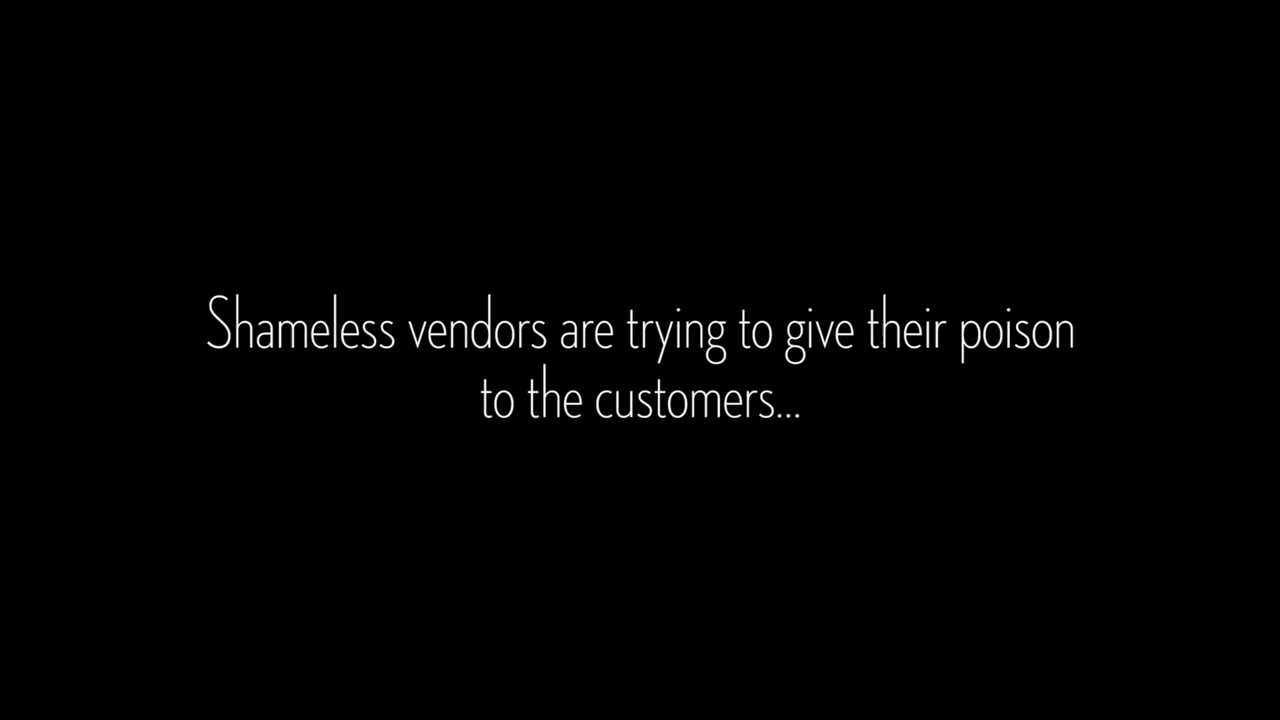 Shameless vendors are trying to give their poison
to the customers...